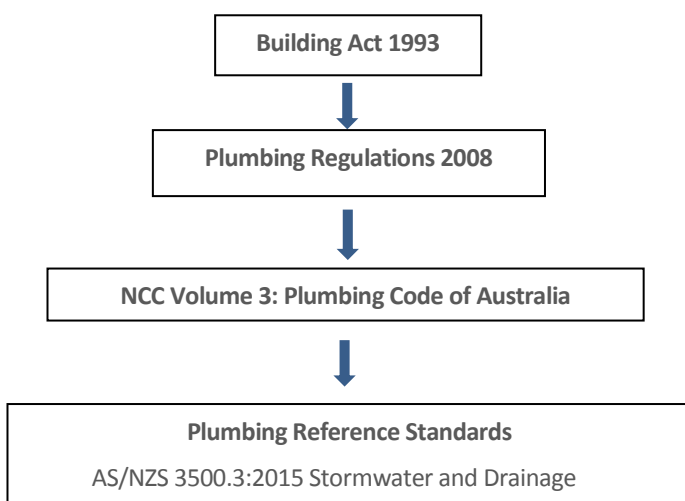 Building Act 1993
Plumbing Regulations 2008
NCC Volume 3: Plumbing Code of Australia
Plumbing Reference Standards
AS/NZS 3500.3:2015 Stormwater and Drainage